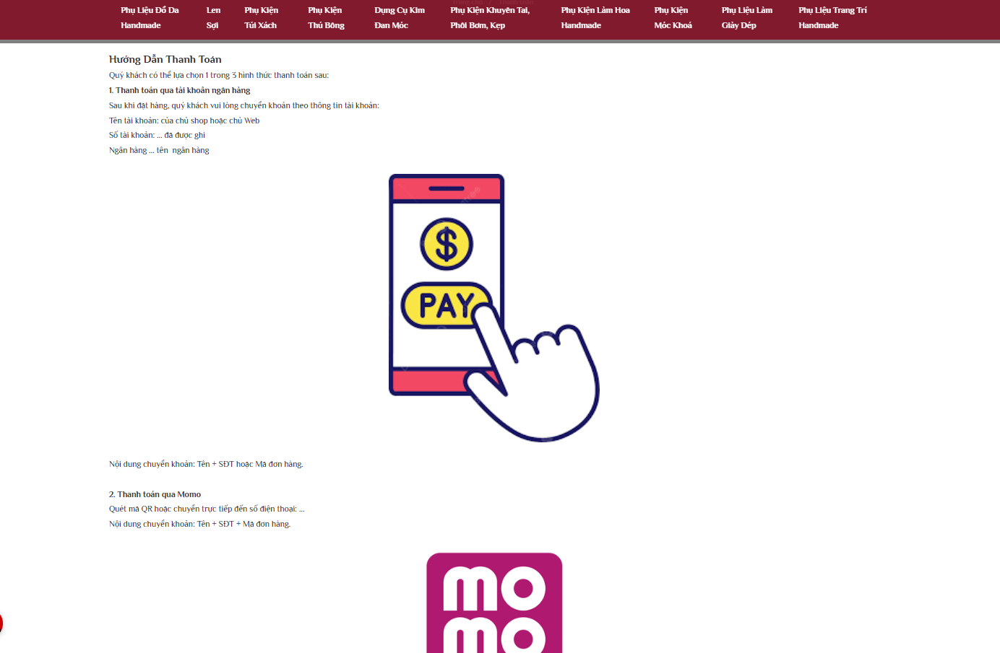 Phụ Liệu Đồ Da
Handmade
Len
Sợi
Phụ Kiện
Túi Xách
Phụ Kiện
Thú Bông
Dụng Cụ Kim
Đan Móc
Phụ Kiện Khuyên Tai,
Phôi Bơm, Kẹp
Phụ Kiện Làm Hoa
Handmade
Phụ Kiện
Móc Khoá
Phụ Liệu Làm
Giày Dép
Phụ Liệu Trang Trí
Handmade
Hướng Dẫn Thanh Toán
Quý khách có thể lựa chọn 1 trong 3 hình thức thanh toán sau:
1. Thanh toán qua tài khoản ngân hàng
Sau khi đặt hàng, quý khách vui lòng chuyển khoản theo thông tin tài khoản:
Tên tài khoản: của chủ shop hoặc chủ Web
Số tài khoản: ... đã được ghi
Ngân hàng ... tên ngân hàng
$
PAY
Nội dung chuyển khoản: Tên + SĐT hoặc Mã đơn hàng.
2. Thanh toán qua Momo
Quét mã QR hoặc chuyển trực tiếp đến số điện thoại: ...
Nội dung chuyển khoản: Tên + SĐT + Mã đơn hàng.
mo
mo